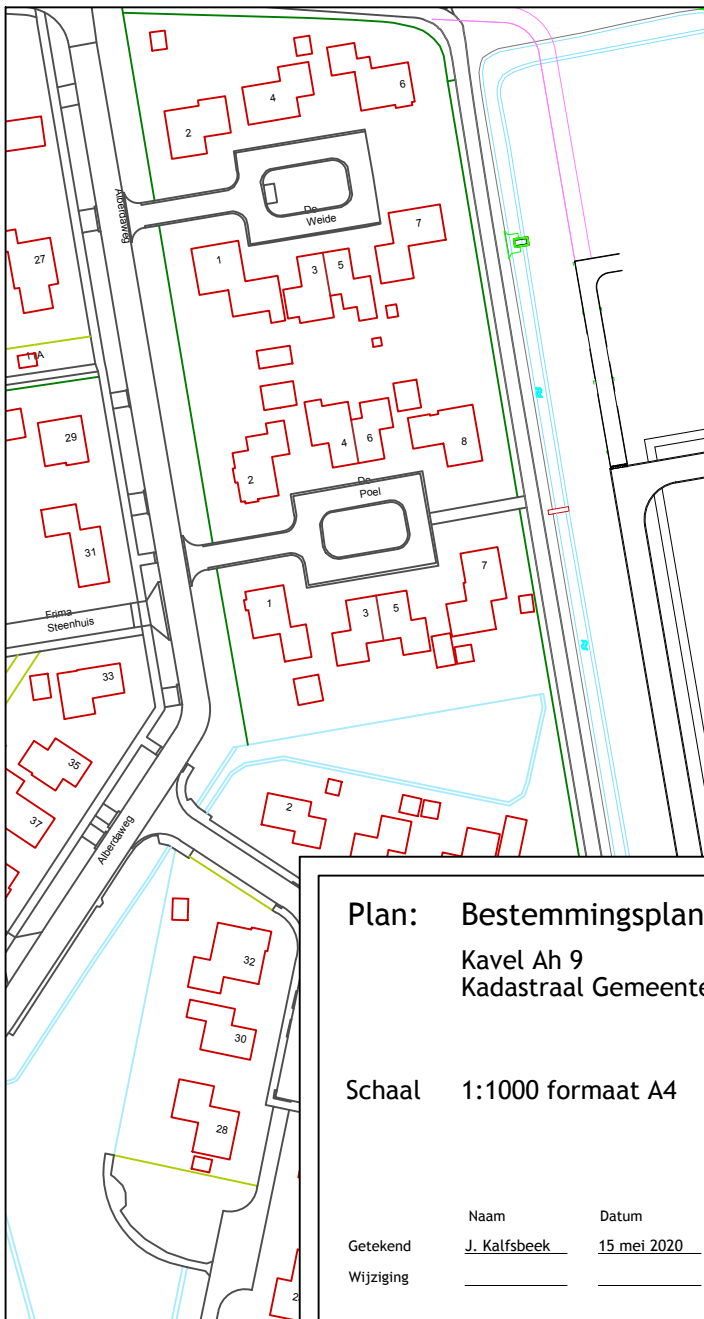 6
4
2
Alberdaweg
De
Weide
7
1
3
5
27
11A
29
4
6
8
2
De
Poel
31
7
1
3
5
Frima
Steenhuis
33
35
37
2
Alberdaweg
32
30
28
Plan: Bestemmingsplan
Kavel Ah 9
Kadastraal Gemeente
Schaal 1:1000 formaat A4
Naam Datum
Getekend J. Kalfsbeek 15 mei 2020
Wijziging